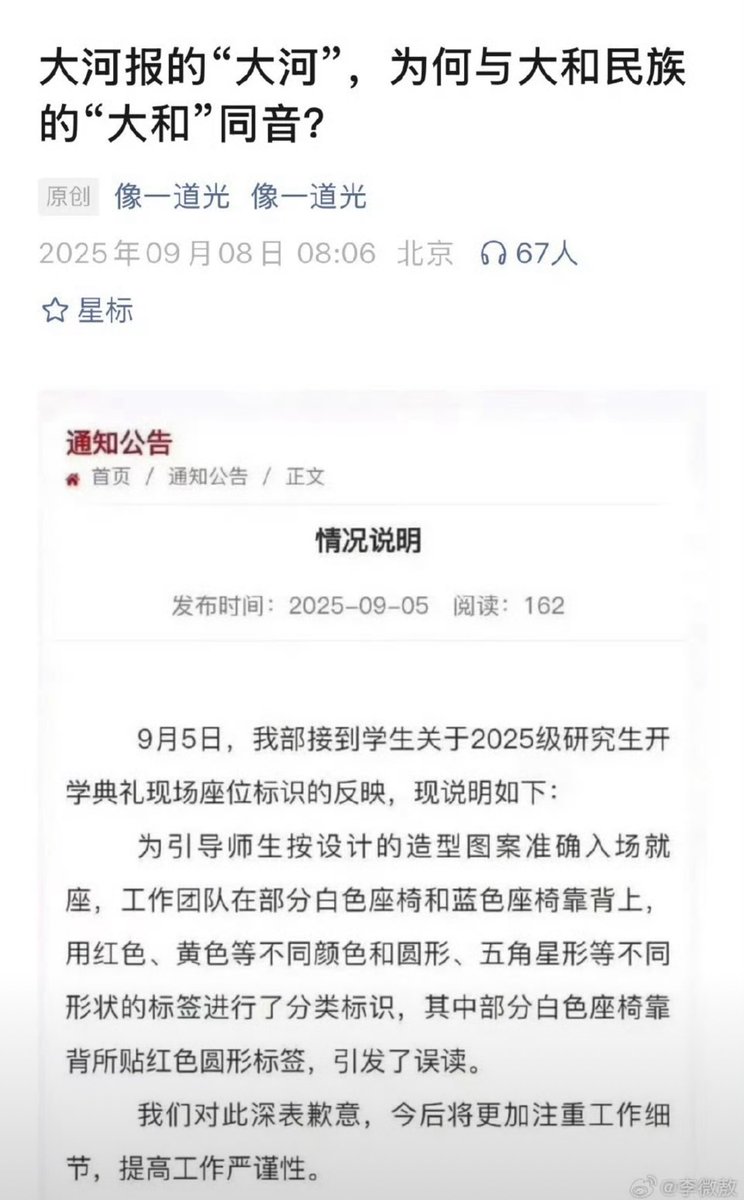 大河报的“大河”，为何与大和民族
的“大和”同音？
原创 像一道光 像一道光
2025年09月08日 08:06 北京 67人
星标
通知公告
首页 / 通知公告 / 正文
情况说明
发布时间：2025-09-05 阅读：162
9月5日，我部接到学生关于2025级研究生开
学典礼现场座位标识的反映，现说明如下：
为引导师生按设计的造型图案准确入场就
座，工作团队在部分白色座椅和蓝色座椅靠背上，
用红色、黄色等不同颜色和圆形、五角星形等不同
形状的标签进行了分类标识，其中部分白色座椅靠
背所贴红色圆形标签，引发了误读。
我们对此深表歉意，今后将更加注重工作细
节，提高工作严谨性。
@李微敖